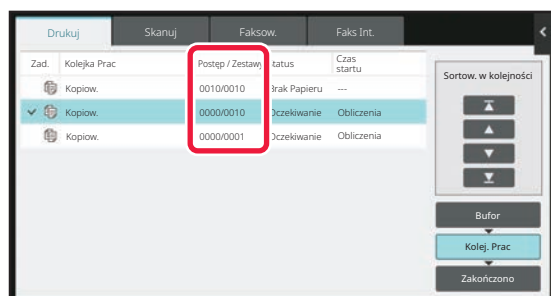 Drukuj Skanuj Faksow. Faks Int.
Zad. Kolejka Prac Postęp / Zestawy Status Czas startu
Kopiow. 0010/0010 Brak Papieru ---
Kopiow. 0000/0010 Oczekiwanie Obliczenia
Kopiow. 0000/0001 Oczekiwanie Obliczenia
Sortow. w kolejności
Bufor
Kolej. Prac
Zakończono